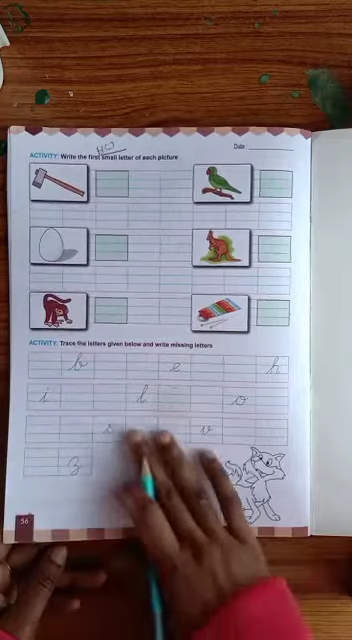 HW
Date :
ACTIVITY: Write the first small letter of each picture
ACTIVITY: Trace the letters given below and write missing letters
b e h
i l o
s v
z
56